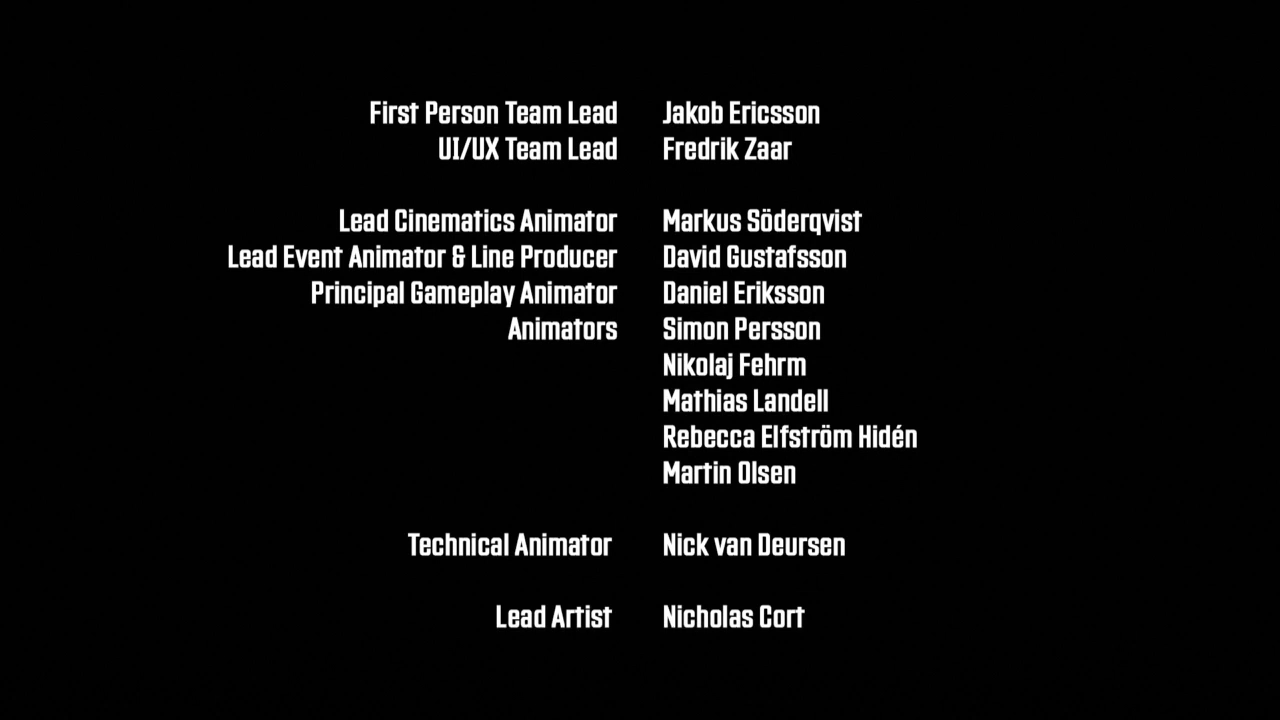 First Person Team Lead Jakob Ericsson
UI/UX Team Lead Fredrik Zaar
Lead Cinematics Animator Markus Söderqvist
Lead Event Animator & Line Producer David Gustafsson
Principal Gameplay Animator Daniel Eriksson
Animators Simon Persson
Nikolaj Fehrm
Mathias Landell
Rebecca Elfström Hidén
Martin Olsen
Technical Animator Nick van Deursen
Lead Artist Nicholas Cort